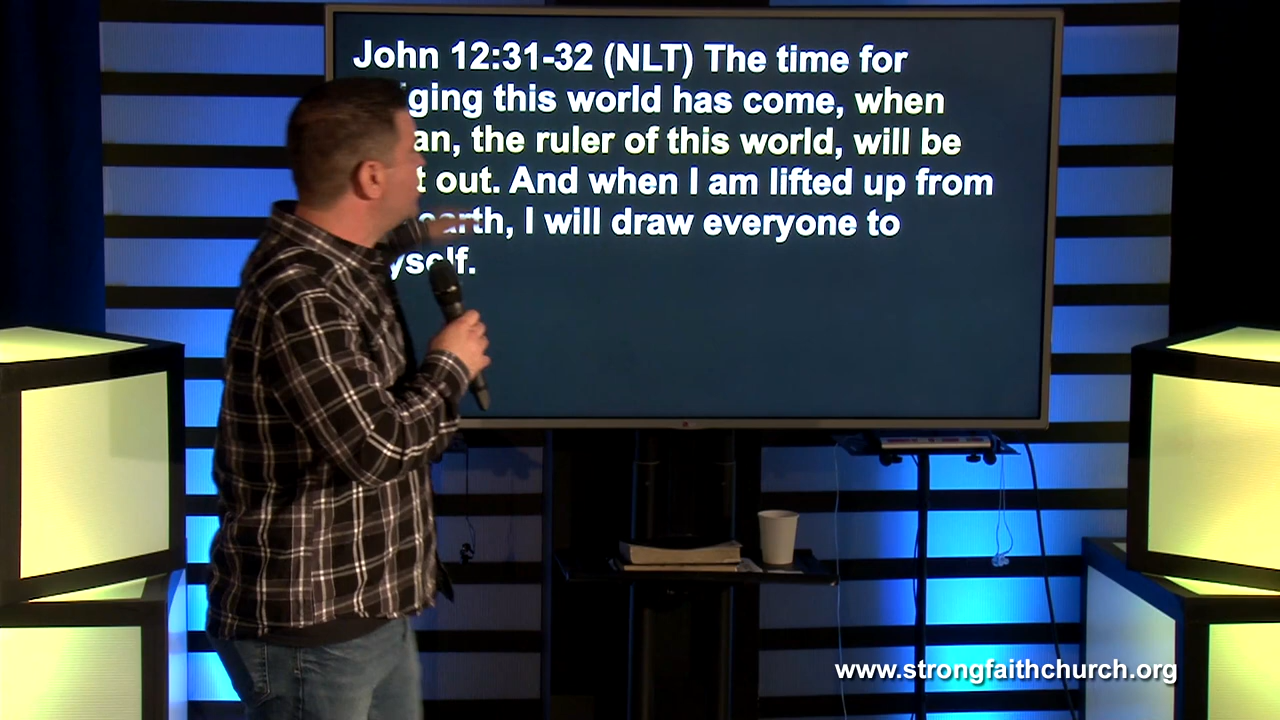 John 12:31-32 (NLT) The time for
this world has come, when
the ruler of this world, will be
out. And when I am lifted up from
earth, I will draw everyone to
www.strongfaithchurch.org